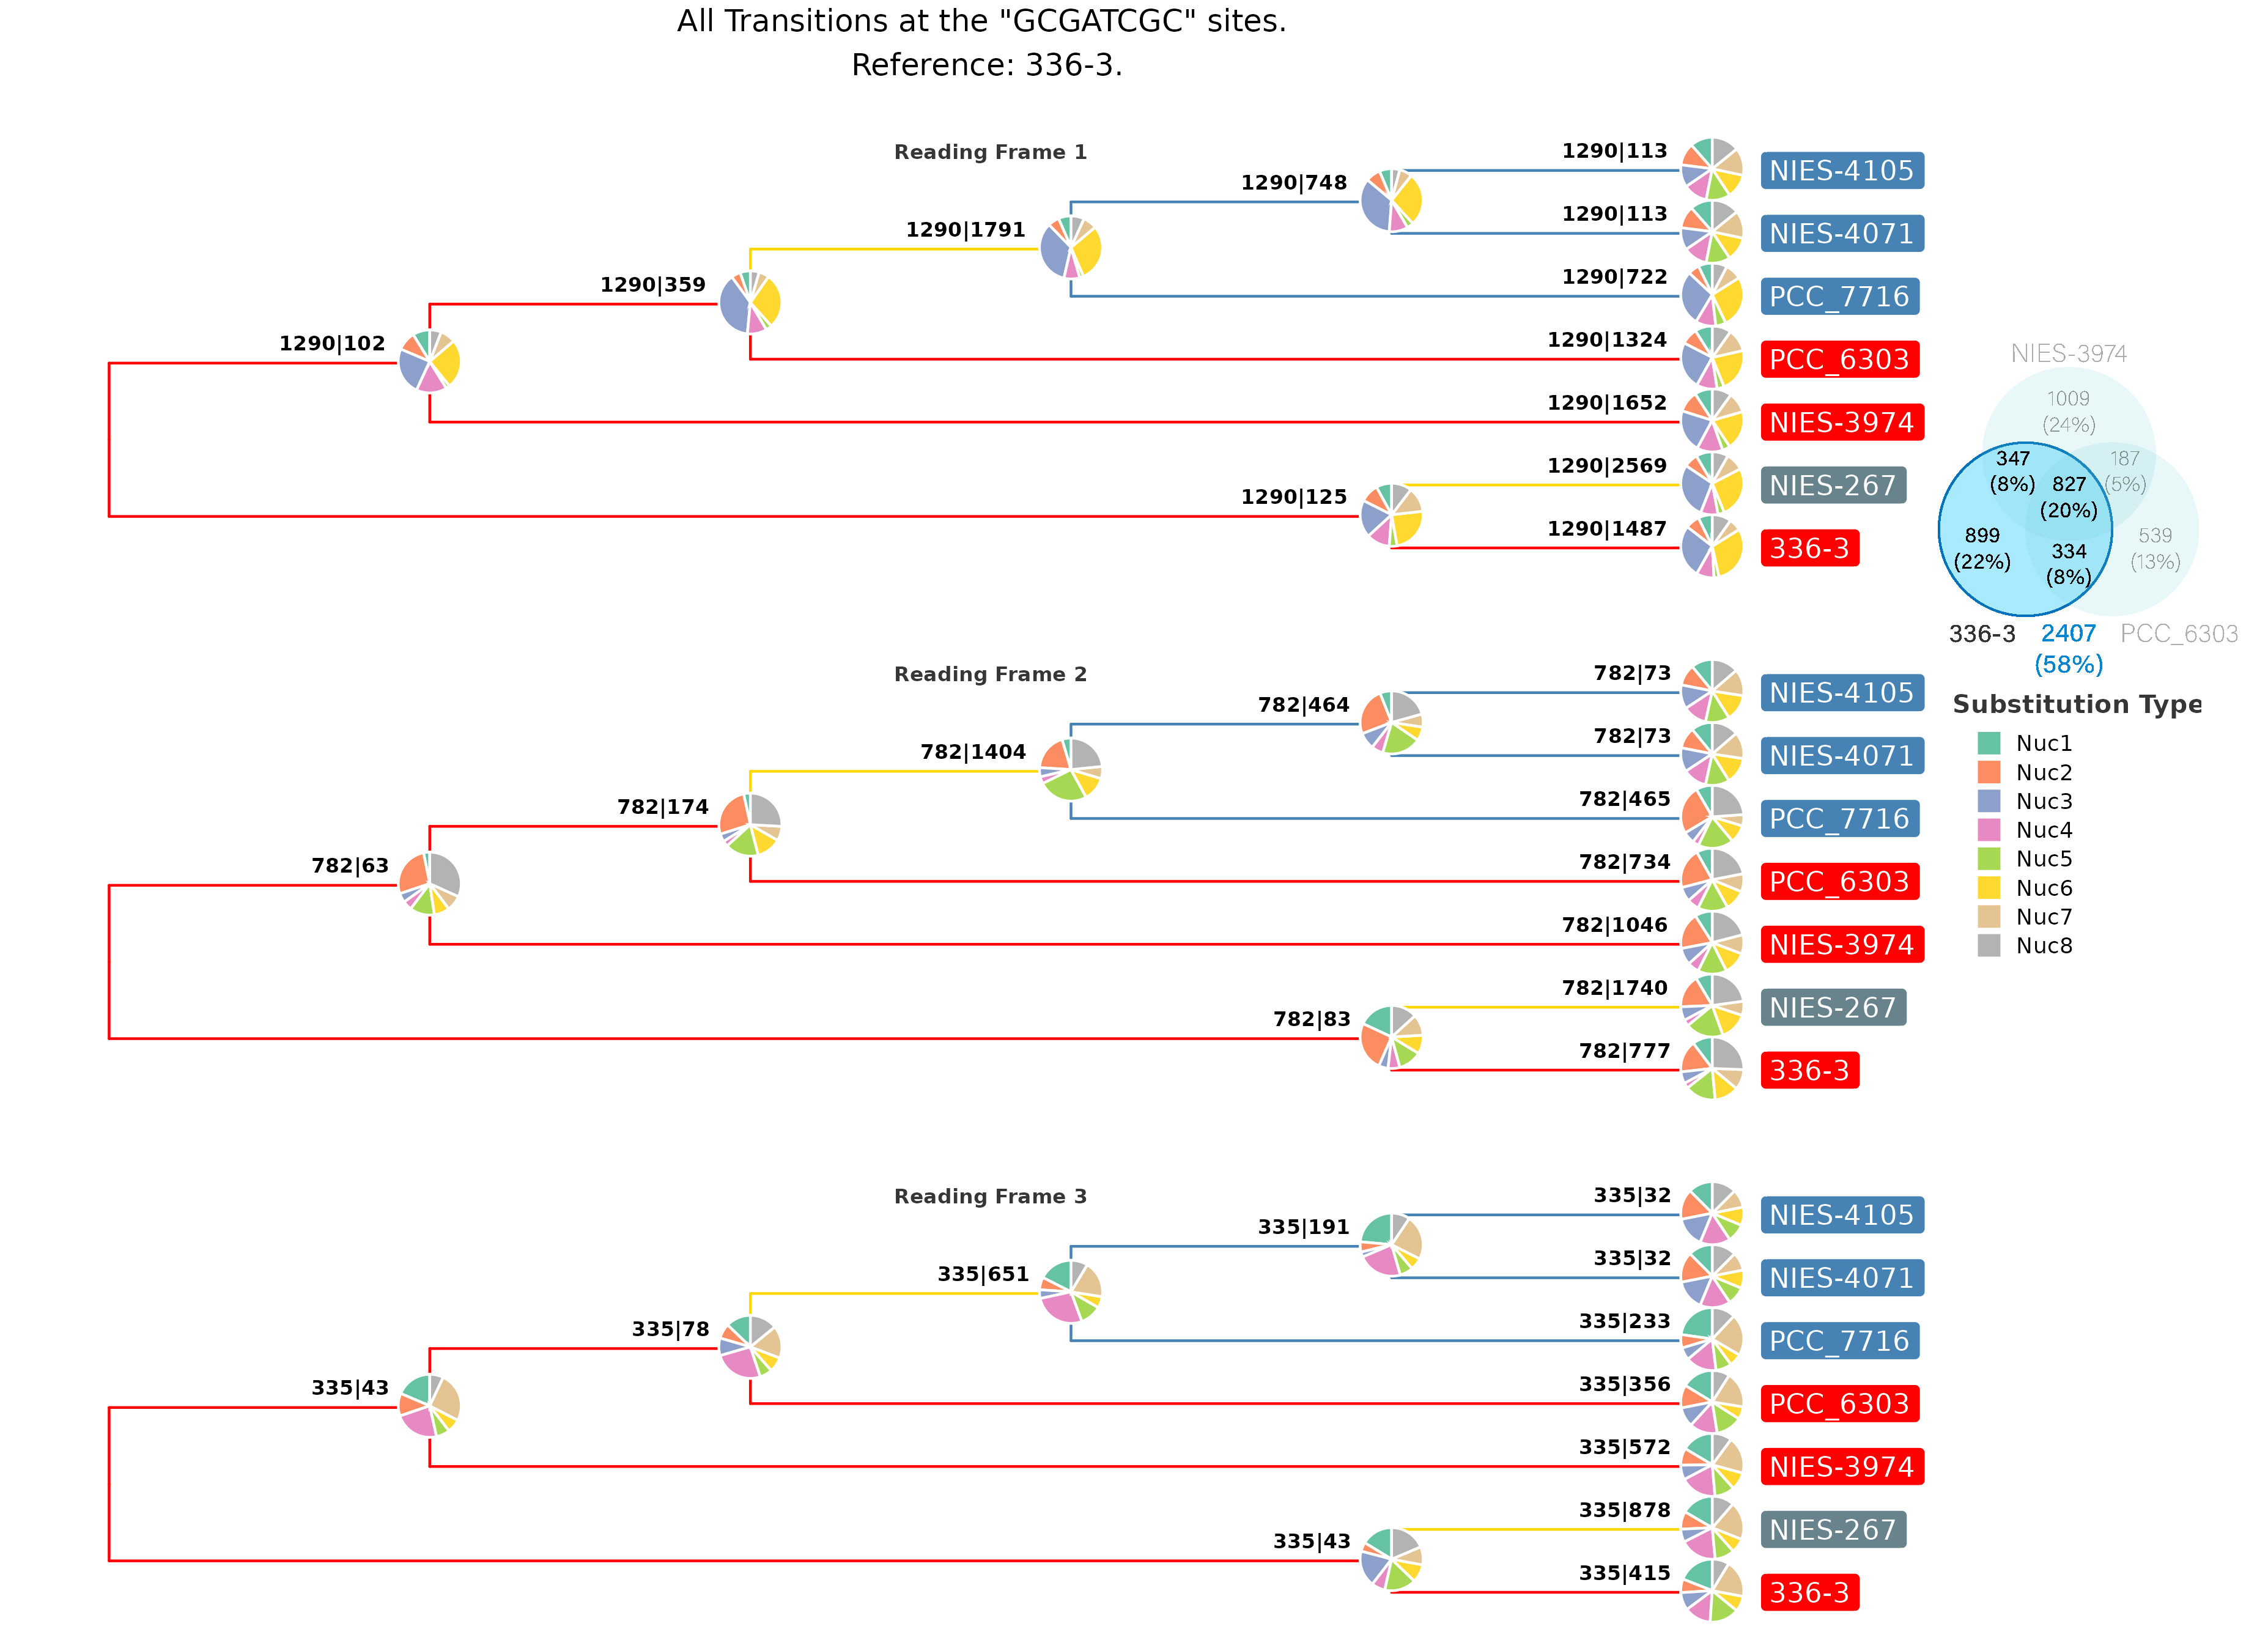 All Transitions at the "GCGATCGC" sites.
Reference: 336-3.
Reading Frame 1
1290|113
NIES-4105
1290|748
1290|113
NIES-4071
1290|1791
1290|722
PCC_7716
1290|359
1290|1324
PCC_6303
1290|102
1290|1652
NIES-3974
1290|2569
NIES-267
1290|125
1290|1487
336-3
NIES-3974
1009
(24%)
347
(8%)
187
(5%)
827
(20%)
899
(22%)
334
(8%)
539
(13%)
336-3
2407
(58%)
PCC_6303
Reading Frame 2
782|73
NIES-4105
782|464
782|73
NIES-4071
782|1404
782|465
PCC_7716
782|174
782|734
PCC_6303
782|63
782|1046
NIES-3974
782|1740
NIES-267
782|83
782|777
336-3
Substitution Type
Nuc1
Nuc2
Nuc3
Nuc4
Nuc5
Nuc6
Nuc7
Nuc8
Reading Frame 3
335|32
NIES-4105
335|191
335|32
NIES-4071
335|651
335|233
PCC_7716
335|78
335|356
PCC_6303
335|43
335|572
NIES-3974
335|878
NIES-267
335|43
335|415
336-3